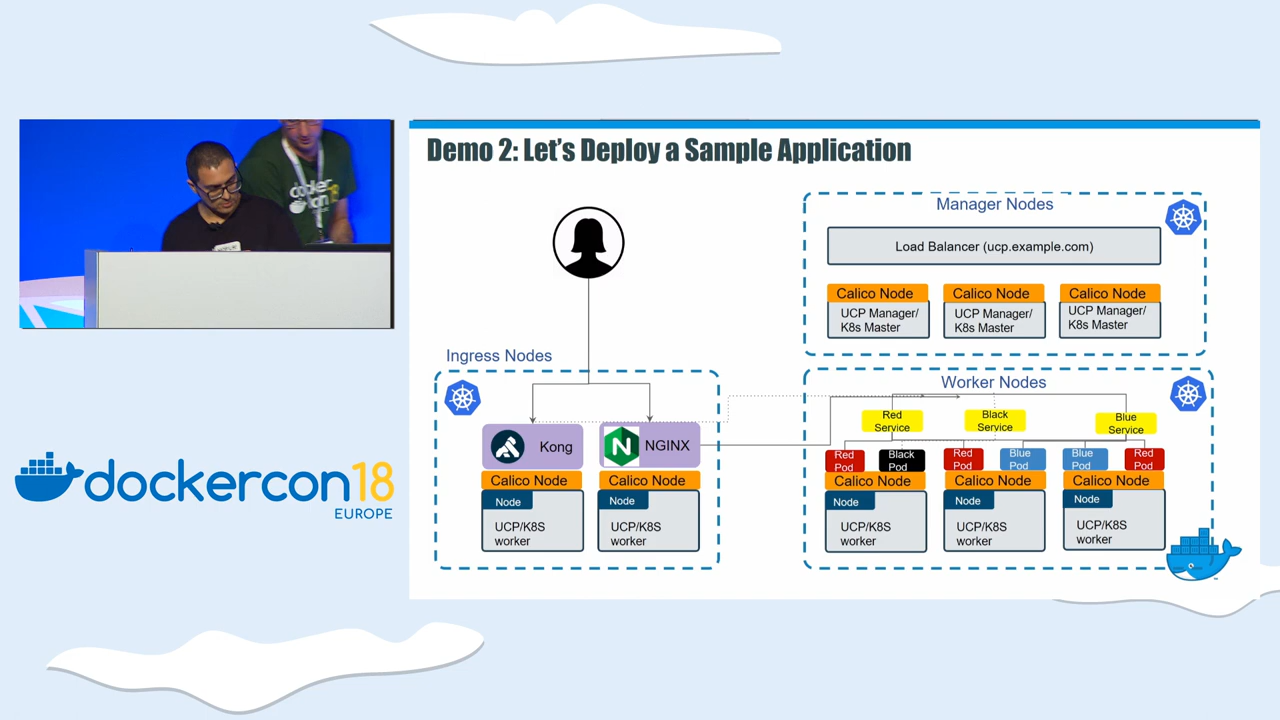 Demo 2: Let's Deploy a Sample Application
Manager Nodes
Load Balancer (ucp.example.com)
Calico Node
Calico Node
Calico Node
UCP Manager/
K8s Master
UCP Manager/
K8s Master
UCP Manager/
K8s Master
Ingress Nodes
Kong
NGINX
Calico Node
Calico Node
Node
Node
UCP/K8S
worker
UCP/K8S
worker
Worker Nodes
Red
Service
Black
Service
Blue
Service
Red
Pod
Black
Pod
Red
Pod
Blue
Pod
Blue
Pod
Red
Pod
Calico Node
Calico Node
Calico Node
Node
Node
Node
UCP/K8S
worker
UCP/K8S
worker
UCP/K8S
worker
docker
con 18
dockercon18
EUROPE